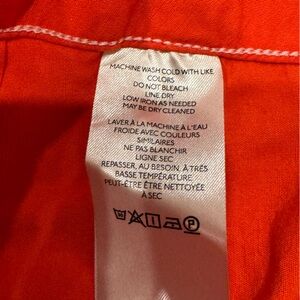 MACHINE WASH COLD WITH LIKE
COLORS
DO NOT BLEACH
LINE DRY
LOW IRON AS NEEDED
MAY BE DRY CLEANED
LAVER À LA MACHINE À L'EAU
FROIDE AVEC COULEURS
SIMILAIRES
NE PAS BLANCHIR
LIGNE SEC
REPASSER, AU BESOIN, À TRÈS
BASSE TEMPÉRATURE.
PEUT-ÊTRE ÊTRE NETTOYÉE
À SEC
P